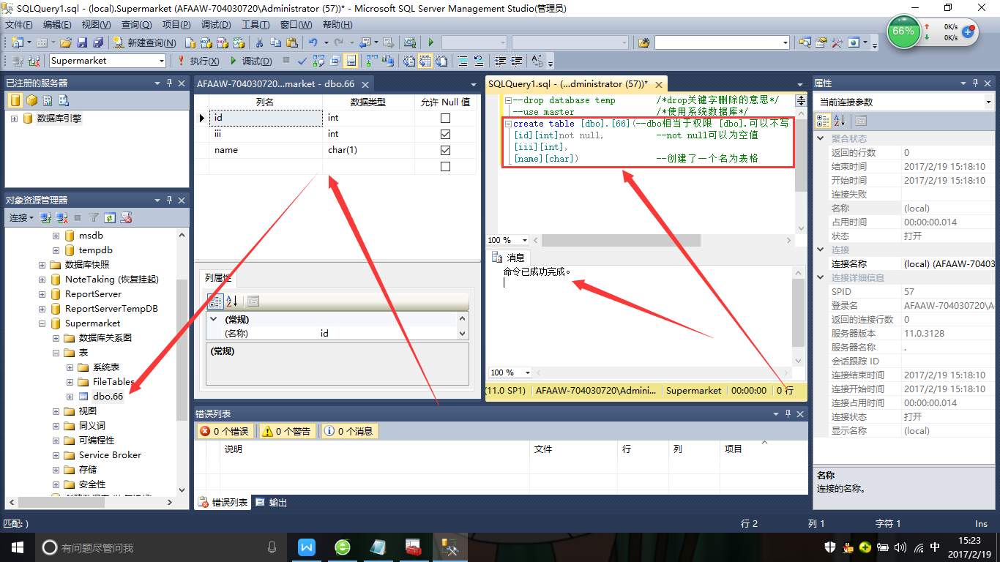 SQLQuery1.sql - (local).Supermarket (AFAAW-704030720\Administrator (57))* - Microsoft SQL Server Management Studio(管理员)
文件(F) 编辑(E) 视图(V) 查询(Q) 项目(P) 调试(D) 工具(T) 窗口(W) 帮助(H)
新建查询(N)
66%
0K/s
0K/s
Supermarket 执行(X) 调试(D)
已注册的服务器
数据库引擎
对象资源管理器
连接
msdb
tempdb
数据库快照
NoteTaking (恢复挂起)
ReportServer
ReportServerTempDB
Supermarket
数据库关系图
表
系统表
FileTables
dbo.66
视图
同义词
可编程性
Service Broker
存储
安全性
AFAAW-704030720...market - dbo.66
列名 数据类型 允许 Null 值
id int
iii int
name char(1)
列属性
(常规)
(名称) id
(常规)
SQLQuery1.sql - (...dministrator (57))*
--drop database temp /*drop关键字删除的意思*/
--use master /*使用系统数据库*/
create table [dbo].[66](--dbo相当于权限 [dbo].可以不写
[id][int]not null, --not null可以为空值
[iii][int],
[name][char]) --创建了一个名为表格
100 %
消息
命令已成功完成。
100 %
(11.0 SP1) AFAAW-704030720\Admini... Supermarket 00:00:00 0 行
错误列表
0 个错误 0 个警告 0 个消息
说明 文件 行 列 项目
错误列表 输出
属性
当前连接参数
聚合状态
返回的行数 0
结束时间 2017/2/19 15:18:10
开始时间 2017/2/19 15:18:10
连接失败
名称 (local)
占用时间 00:00:00.014
状态 打开
连接
连接名称 (local) (AFAAW-70403
连接详细信息
SPID 57
登录名 AFAAW-704030720\A
返回的连接行数 0
服务器版本 11.0.3128
服务器名称 .
会话跟踪 ID
连接结束时间 2017/2/19 15:18:10
连接开始时间 2017/2/19 15:18:10
连接占用时间 00:00:00.014
连接状态 打开
显示名称 (local)
名称
连接的名称。
匹配: ) 行 2 列 1 字符 1 Ins
有问题尽管问我
中
15:23
2017/2/19